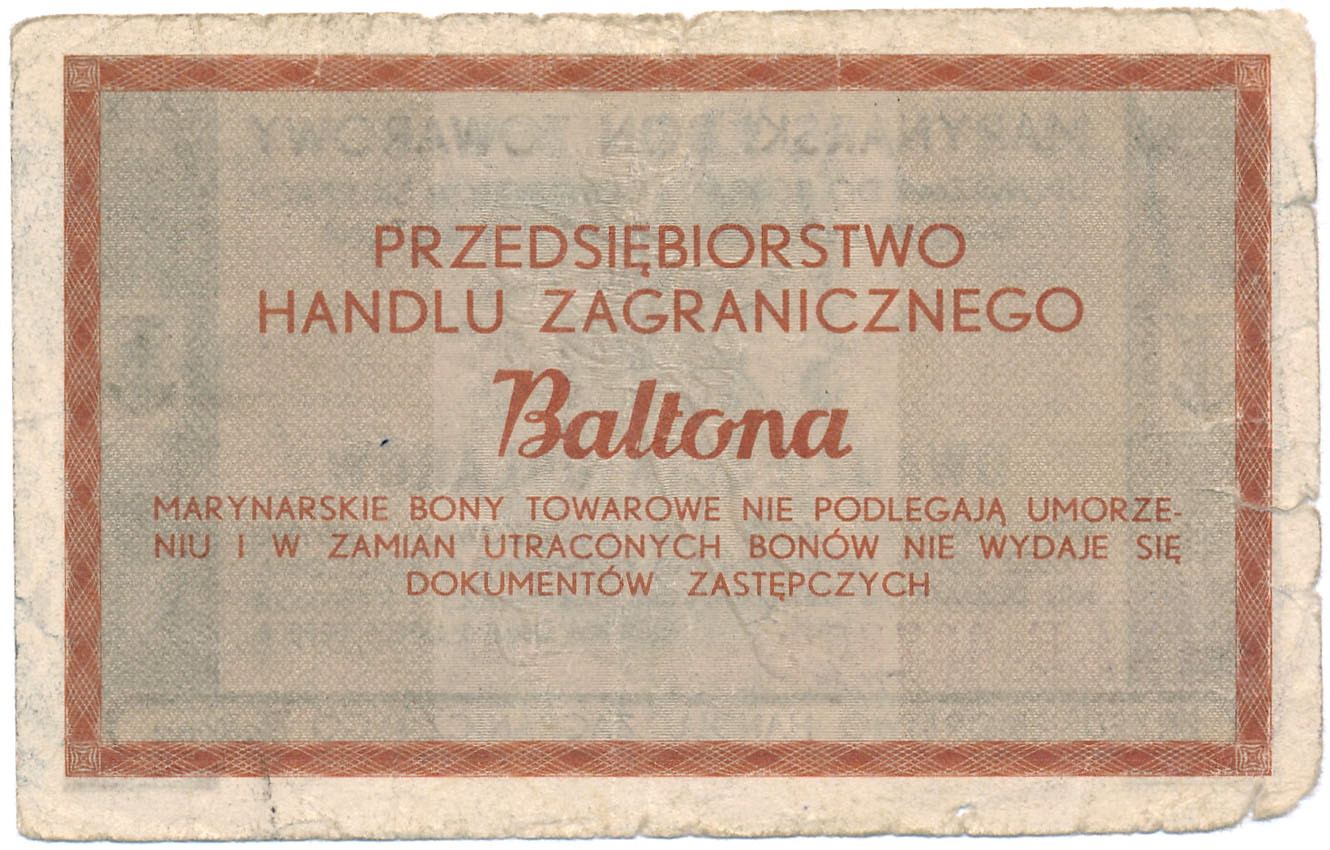 PRZEDSIĘBIORSTWO
HANDLU ZAGRANICZNEGO
Baltona
MARYNARSKIE BONY TOWAROWE NIE PODLEGAJĄ UMORZE-
NIU I W ZAMIAN UTRACONYCH BONÓW NIE WYDAJE SIĘ
DOKUMENTÓW ZASTĘPCZYCH